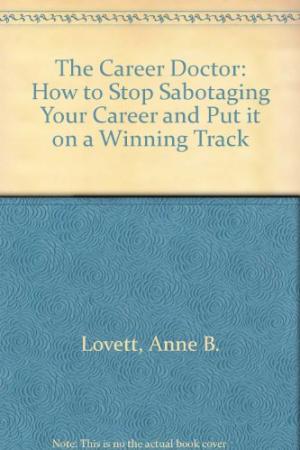 The Career Doctor:
How to Stop Sabotaging
Your Career and Put it
on a Winning Track
Lovett, Anne B.
Note: This is no the actual book cover